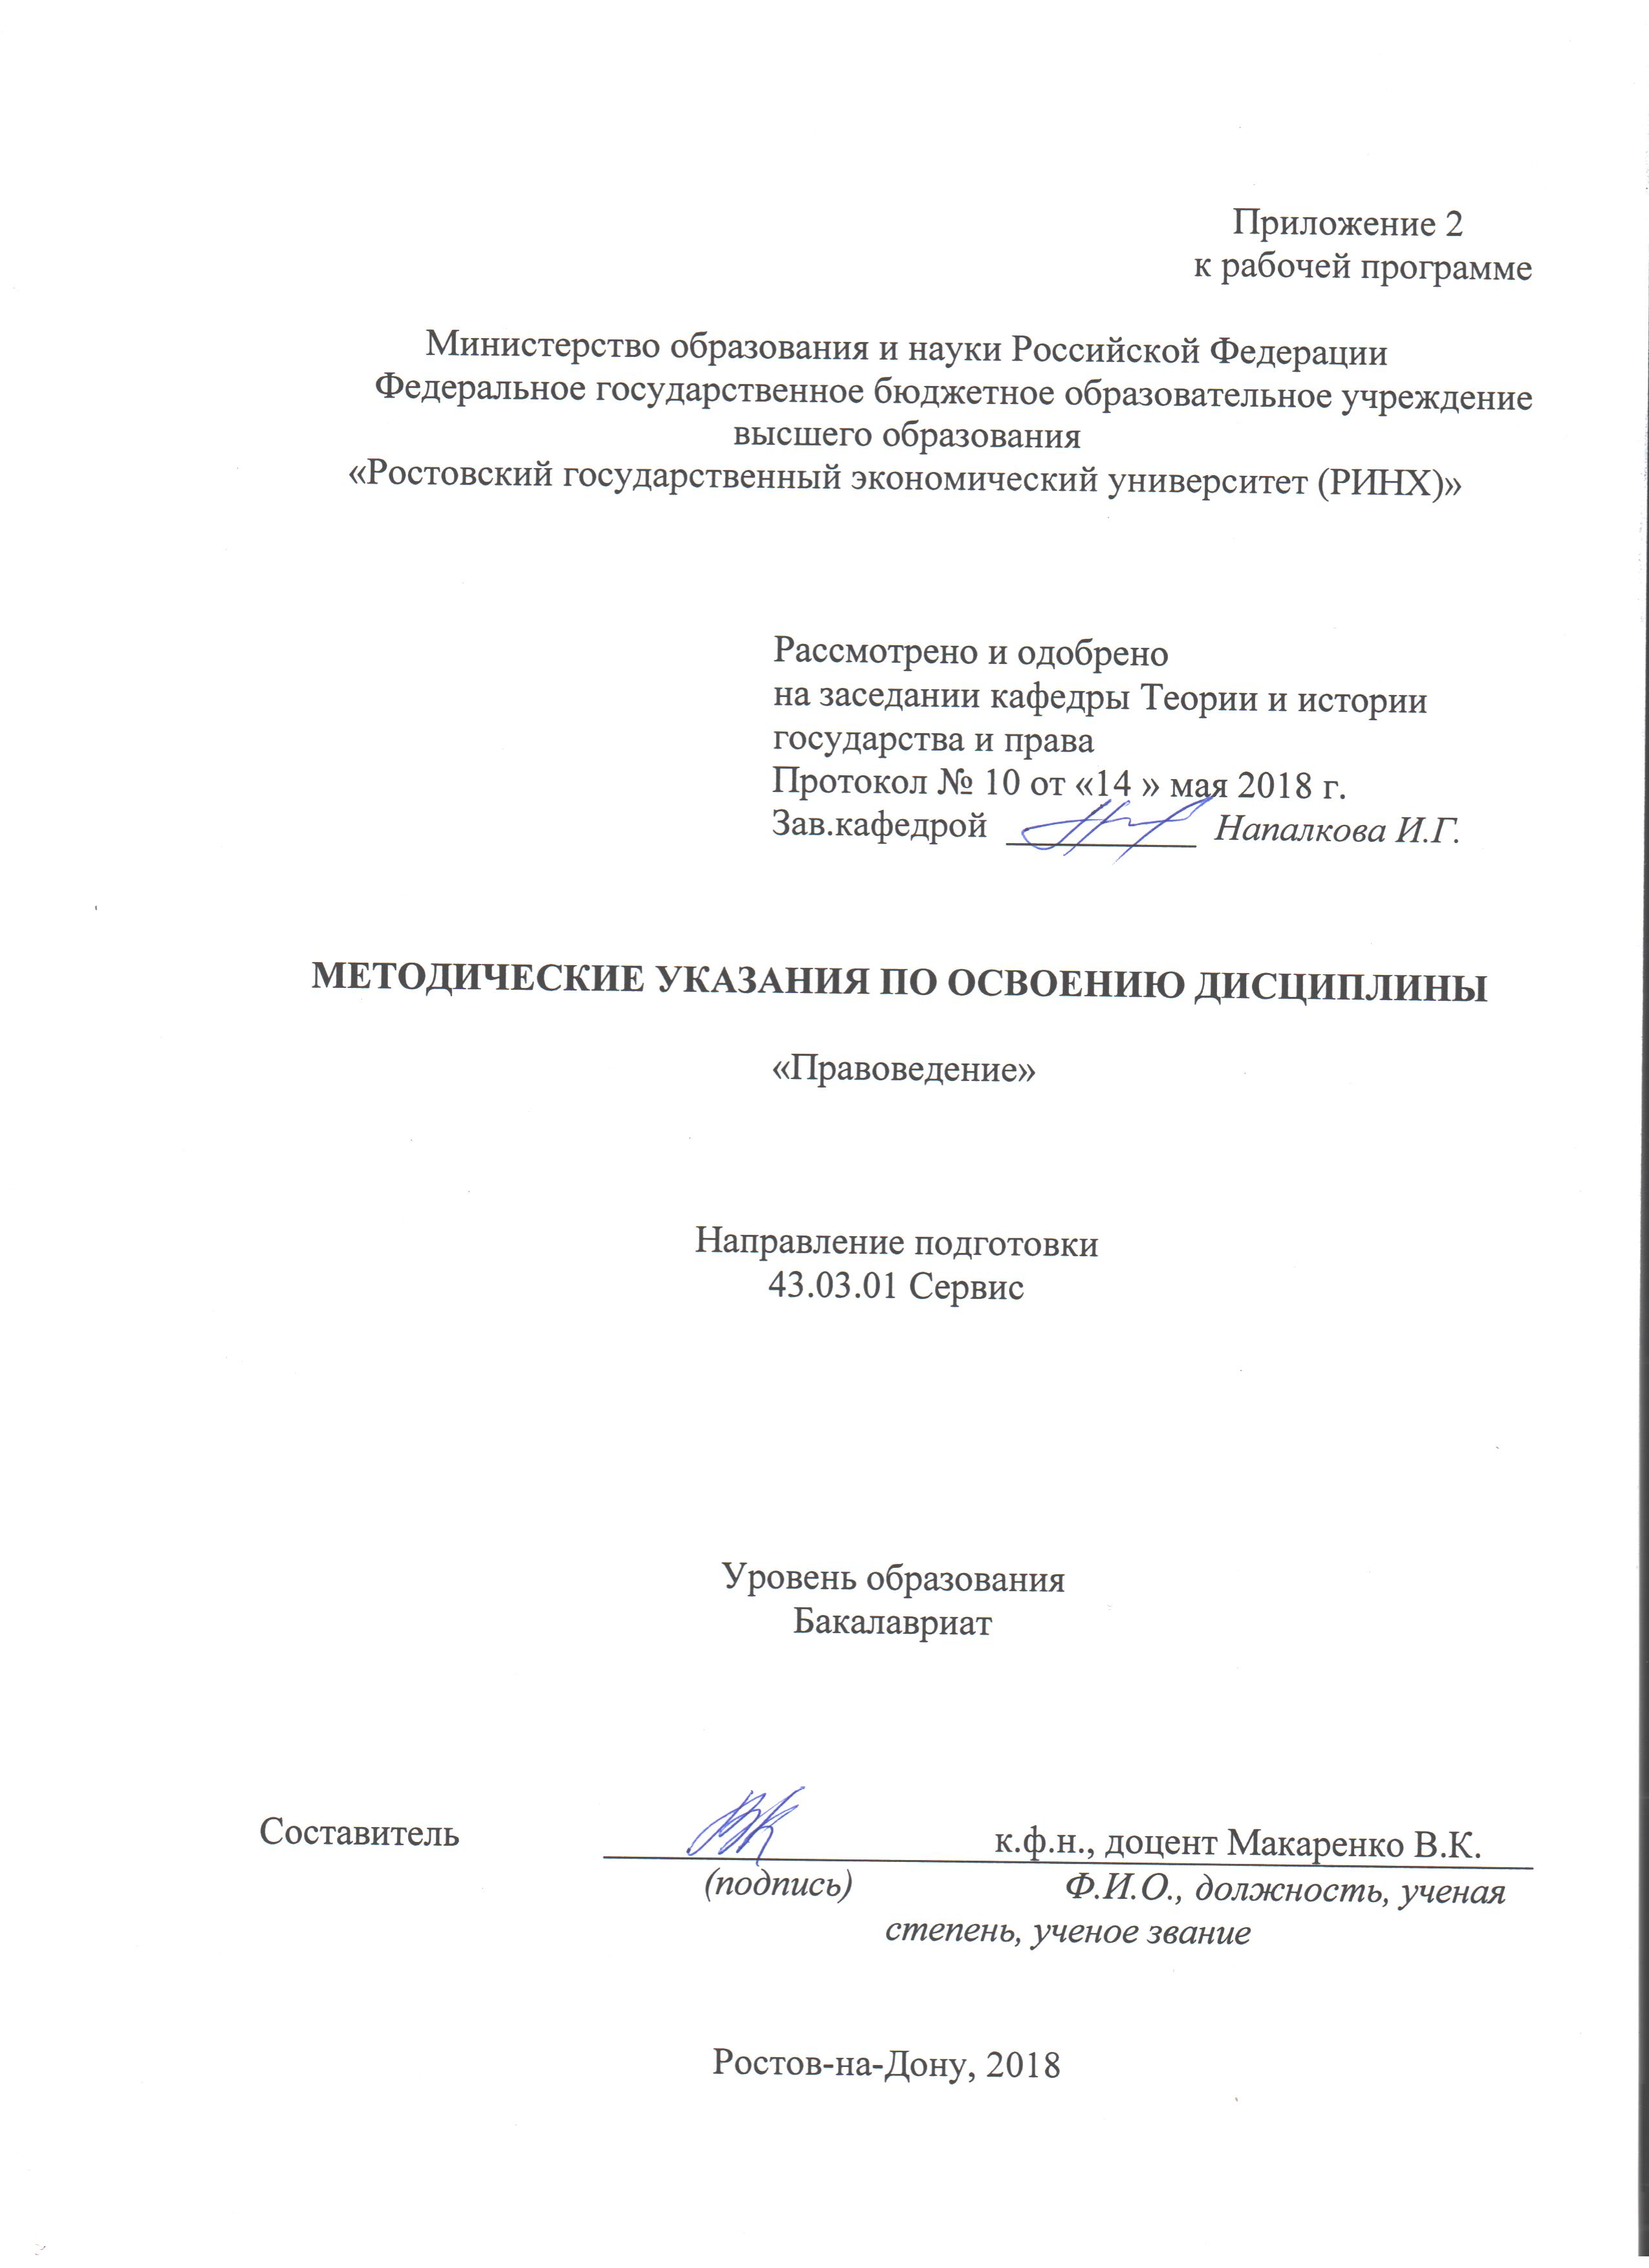 Приложение 2
к рабочей программе
Министерство образования и науки Российской Федерации
Федеральное государственное бюджетное образовательное учреждение
высшего образования
«Ростовский государственный экономический университет (РИНХ)»
Рассмотрено и одобрено
на заседании кафедры Теории и истории
государства и права
Протокол № 10 от «14 » мая 2018 г.
Зав.кафедрой Напалкова И.Г.
МЕТОДИЧЕСКИЕ УКАЗАНИЯ ПО ОСВОЕНИЮ ДИСЦИПЛИНЫ
«Правоведение»
Направление подготовки
43.03.01 Сервис
Уровень образования
Бакалавриат
Составитель к.ф.н., доцент Макаренко В.К.
(подпись) Ф.И.О., должность, ученая
степень, ученое звание
Ростов-на-Дону, 2018